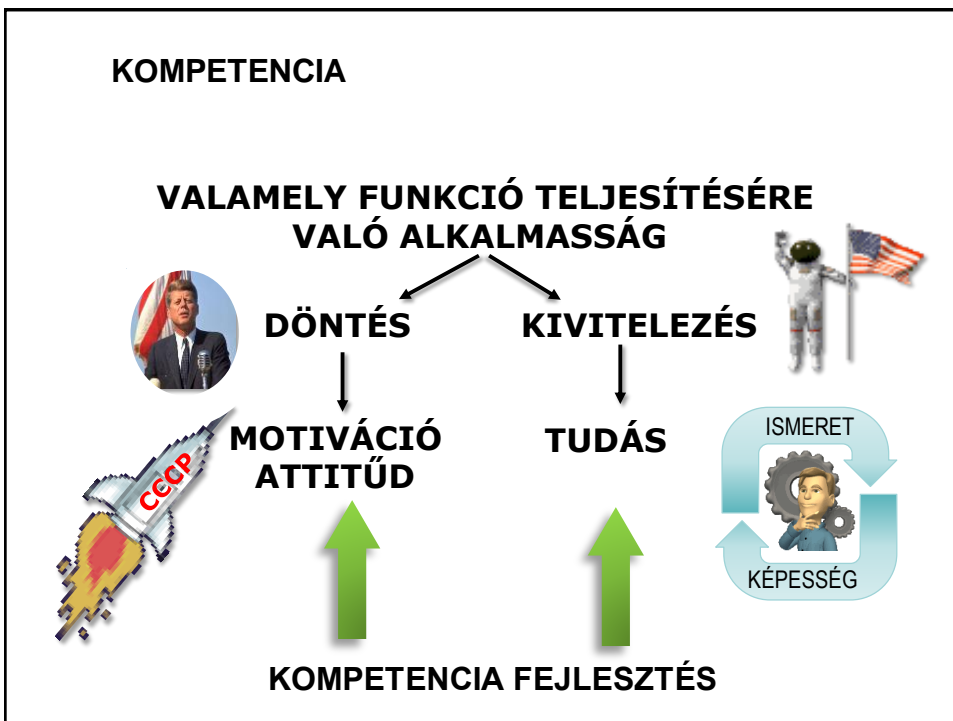 KOMPETENCIA
VALAMELY FUNKCIÓ TELJESÍTÉSÉRE
VALÓ ALKALMASSÁG
DÖNTÉS
KIVITELEZÉS
MOTIVÁCIÓ
ATTITŰD
TUDÁS
CCCP
ISMERET
KÉPESSÉG
KOMPETENCIA FEJLESZTÉS